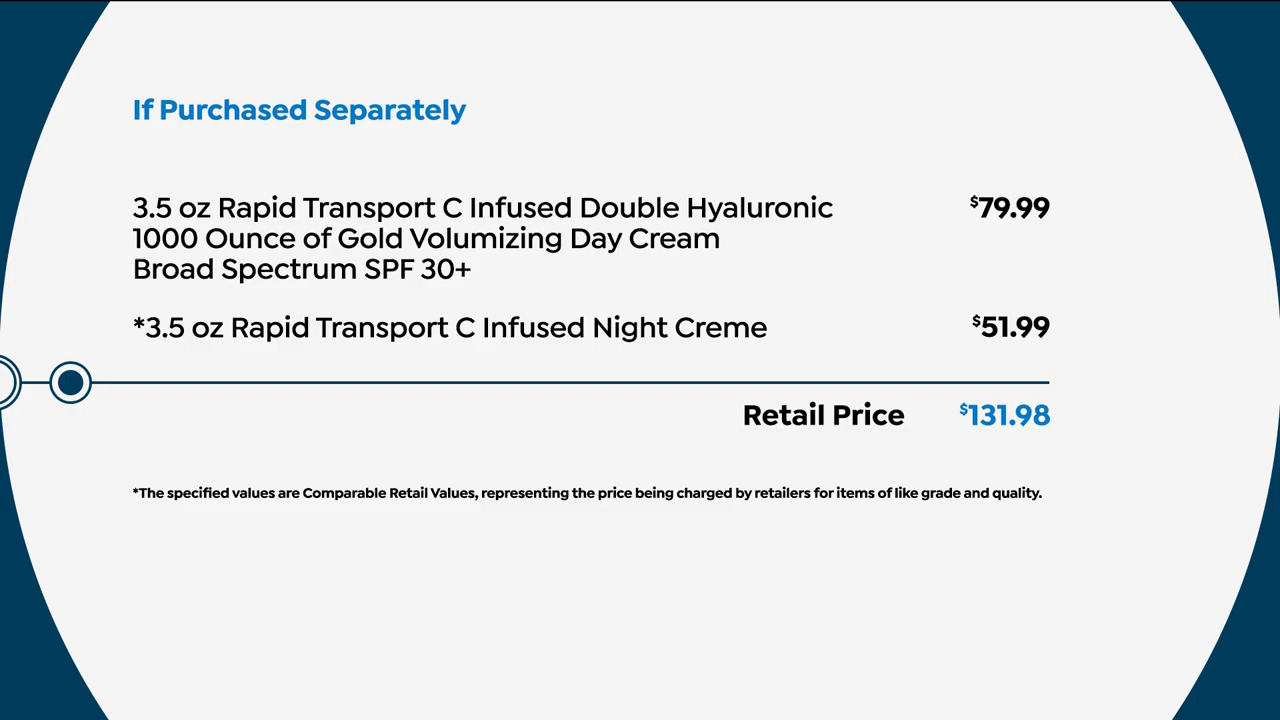 If Purchased Separately
3.5 oz Rapid Transport C Infused Double Hyaluronic $79.99
1000 Ounce of Gold Volumizing Day Cream
Broad Spectrum SPF 30+
*3.5 oz Rapid Transport C Infused Night Creme $51.99
Retail Price $131.98
*The specified values are Comparable Retail Values, representing the price being charged by retailers for items of like grade and quality.